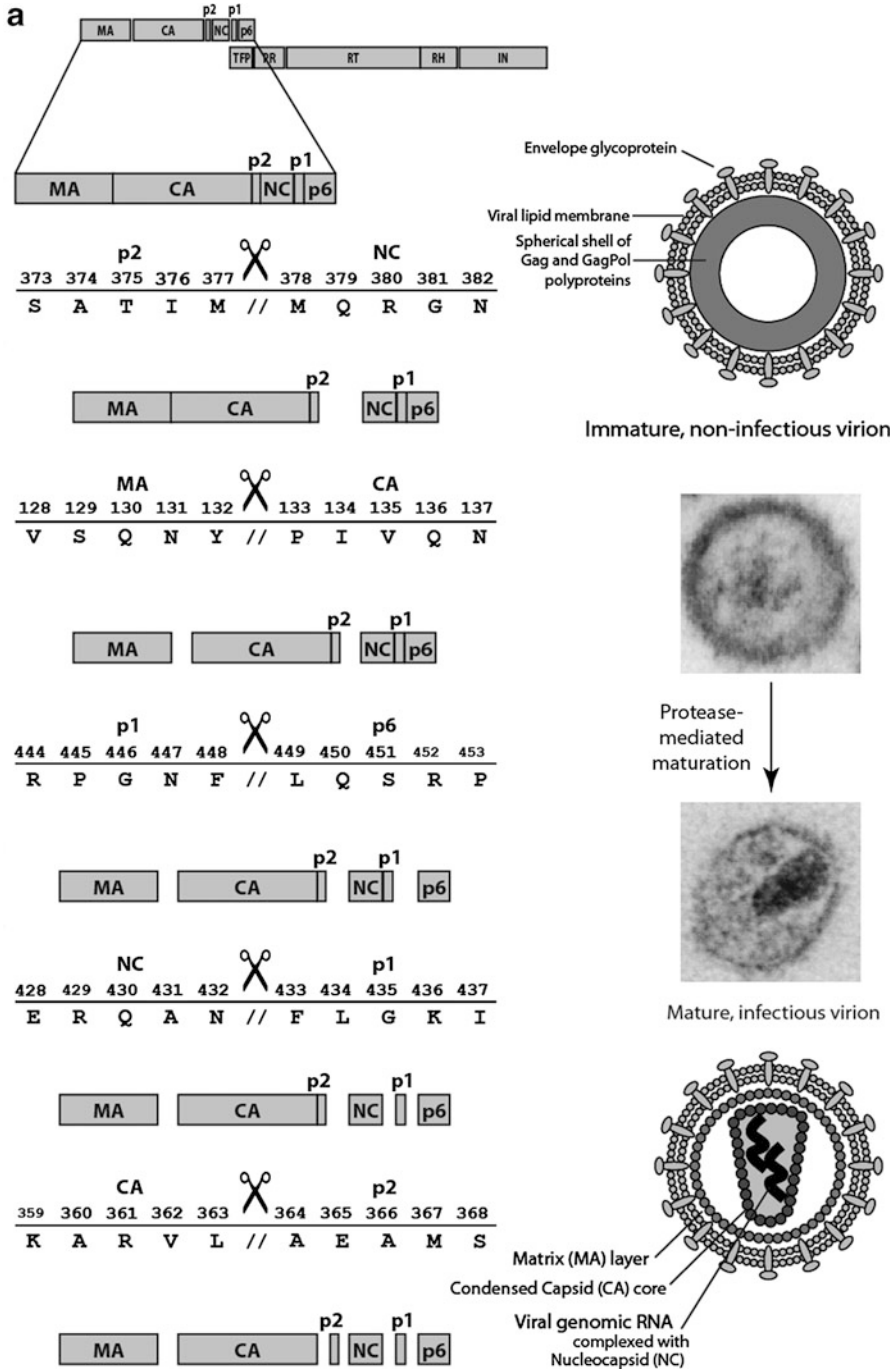 a
p2 p1
MA CA NC p6
TFP PR RT RH IN
p2 p1
MA CA NC p6
p2 NC
373 374 375 376 377 378 379 380 381 382
S A T I M // M Q R G N
p2 p1
MA CA NC p6
MA CA
128 129 130 131 132 133 134 135 136 137
V S Q N Y // P I V Q N
p2 p1
MA CA NC p6
p1 p6
444 445 446 447 448 449 450 451 452 453
R P G N F // L Q S R P
p2 p1
MA CA NC p6
NC p1
428 429 430 431 432 433 434 435 436 437
E R Q A N // F L G K I
p2 p1
MA CA NC p6
CA p2
359 360 361 362 363 364 365 366 367 368
K A R V L // A E A M S
p2 p1
MA CA NC p6
Envelope glycoprotein
Viral lipid membrane
Spherical shell of
Gag and GagPol
polyproteins
Immature, non-infectious virion
Protease-
mediated
maturation
Mature, infectious virion
Matrix (MA) layer
Condensed Capsid (CA) core
Viral genomic RNA
complexed with
Nucleocapsid (NC)